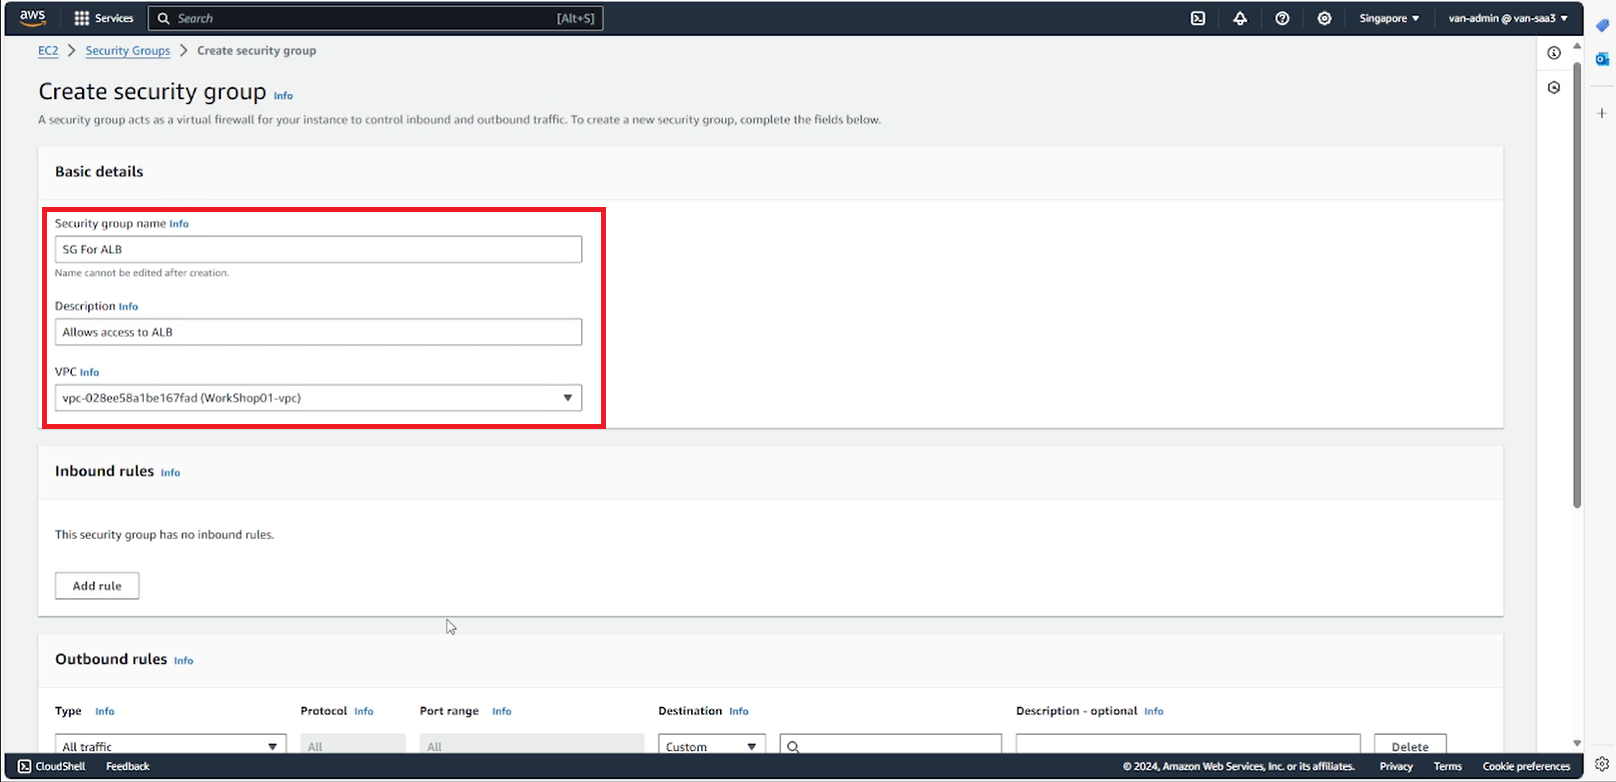 aws Services Search [Alt+S] Singapore van-admin @ van-saa3
EC2 > Security Groups > Create security group
Create security group Info
A security group acts as a virtual firewall for your instance to control inbound and outbound traffic. To create a new security group, complete the fields below.
Basic details
Security group name Info
SG For ALB
Name cannot be edited after creation.
Description Info
Allows access to ALB
VPC Info
vpc-028ee58a1be167fad (WorkShop01-vpc)
Inbound rules Info
This security group has no inbound rules.
Add rule
Outbound rules Info
Type Info Protocol Info Port range Info Destination Info Description - optional Info
All traffic All All Custom Delete
CloudShell Feedback © 2024, Amazon Web Services, Inc. or its affiliates. Privacy Terms Cookie preferences